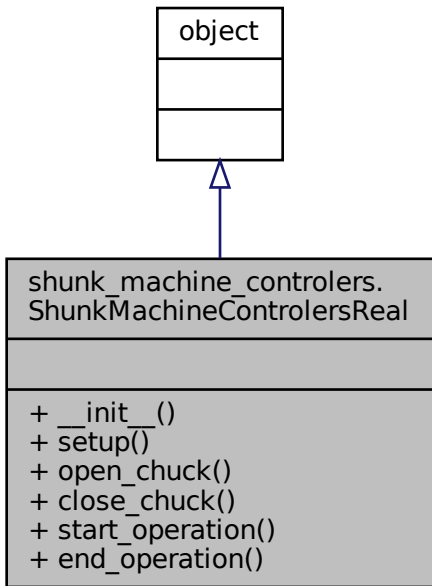 object
shunk_machine_controlers.
ShunkMachineControlersReal
+ __init__()
+ setup()
+ open_chuck()
+ close_chuck()
+ start_operation()
+ end_operation()